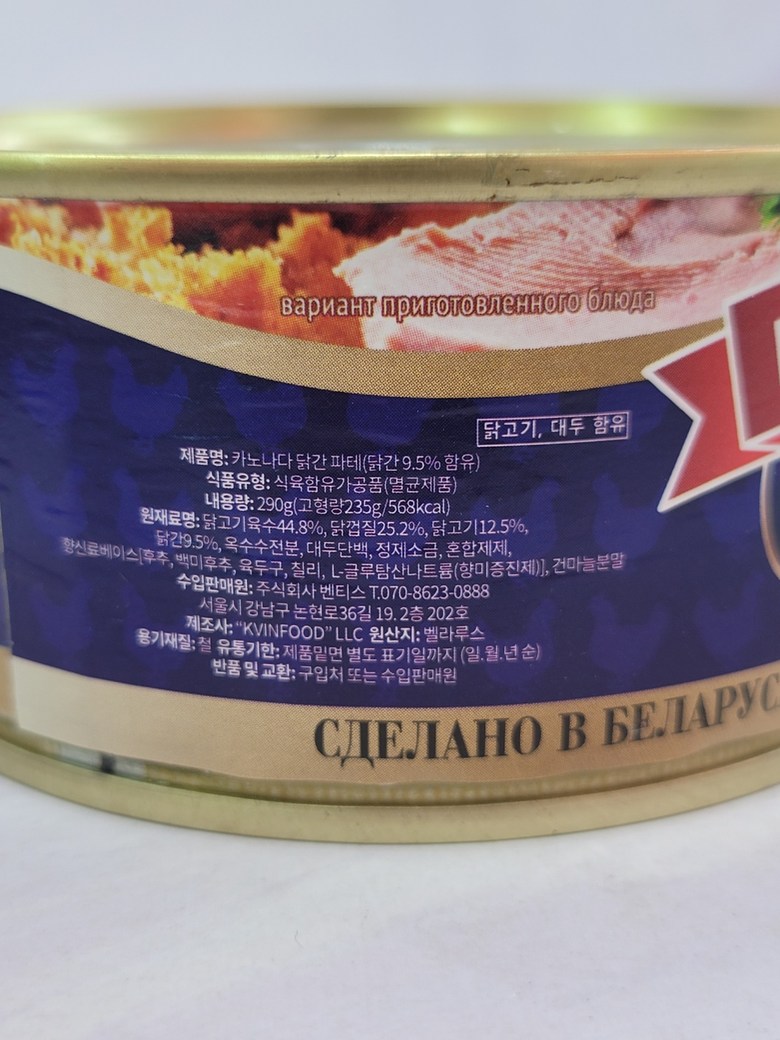 вариант приготовленного блюда
닭고기, 대두 함유
제품명: 카노나다 닭간 파테(닭간 9.5% 함유)
식품유형: 식육함유가공품(멸균제품)
내용량: 290g(고형량235g/568kcal)
원재료명: 닭고기육수44.8%, 닭껍질25.2%, 닭고기12.5%,
닭간9.5%, 옥수수전분, 대두단백, 정제소금, 혼합제제,
향신료베이스[후추, 백미후추, 육두구, 칠리, L-글루탐산나트륨(향미증진제)], 건마늘분말
수입판매원: 주식회사 벤티스 T.070-8623-0888
서울시 강남구 논현로36길 19. 2층 202호
제조사: "KVINFOOD" LLC 원산지: 벨라루스
용기재질: 철 유통기한: 제품밑면 별도 표기일까지 (일.월.년 순)
반품 및 교환: 구입처 또는 수입판매원
СДЕЛАНО В БЕЛАРУС